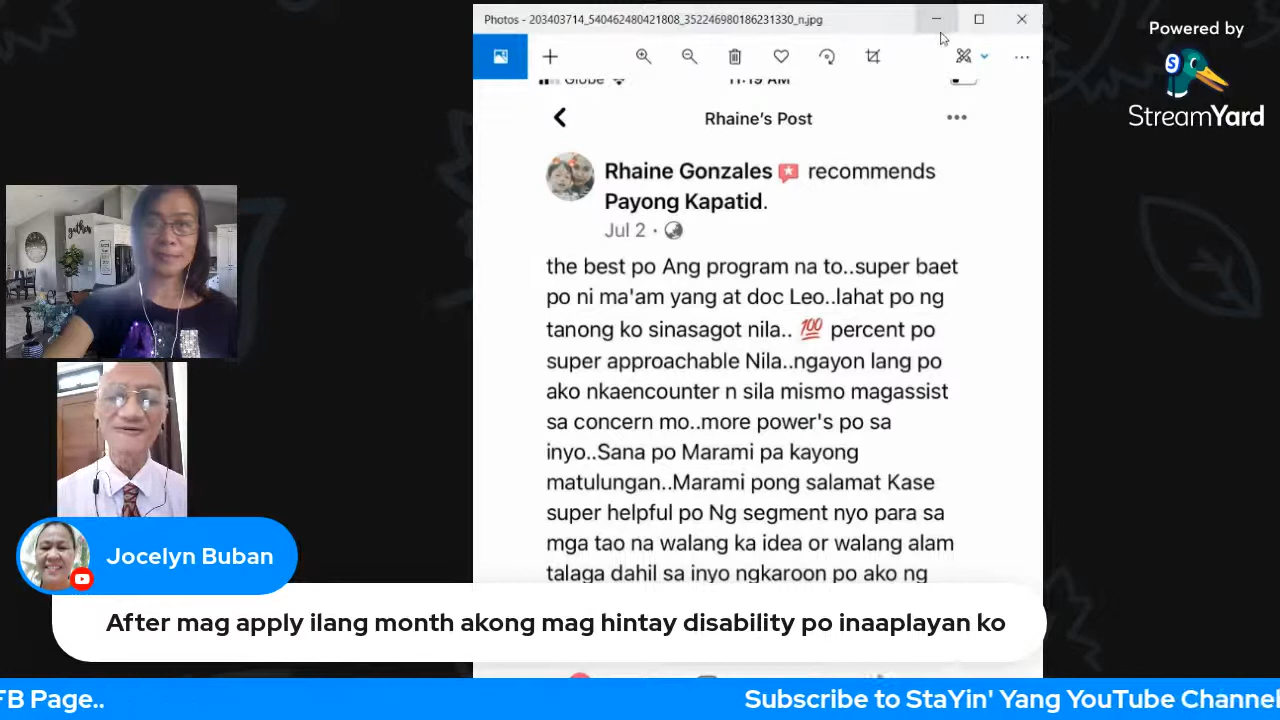 Photos - 203403714_540462480421808_352246980186231330_n.jpg
Powered by
StreamYard
Globe
11:19 AM
Rhaine's Post
Rhaine Gonzales recommends
Payong Kapatid.
Jul 2 ·
gather
the best po Ang program na to..super baet
po ni ma'am yang at doc Leo..lahat po ng
tanong ko sinasagot nila.. 💯 percent po
super approachable Nila..ngayon lang po
ako nkaencounter n sila mismo magassist
sa concern mo..more power's po sa
inyo..Sana po Marami pa kayong
matulungan..Marami pong salamat Kase
super helpful po Ng segment nyo para sa
mga tao na walang ka idea or walang alam
talaga dahil sa inyo ngkaroon po ako ng
Jocelyn Buban
After mag apply ilang month akong mag hintay disability po inaaplayan ko
FB Page.. Subscribe to StaYin' Yang YouTube Channel